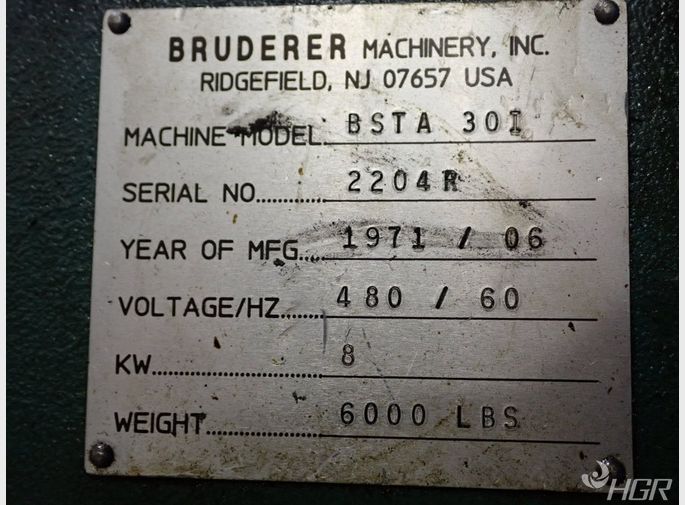 BRUDERER MACHINERY, INC.
RIDGEFIELD, NJ 07657 USA
MACHINE MODEL. BSTA 30I
SERIAL NO............ 2204R
YEAR OF MFG..... 1971 / 06
VOLTAGE/HZ........ 480 / 60
KW................................. 8
WEIGHT...................... 6000 LBS
HGR